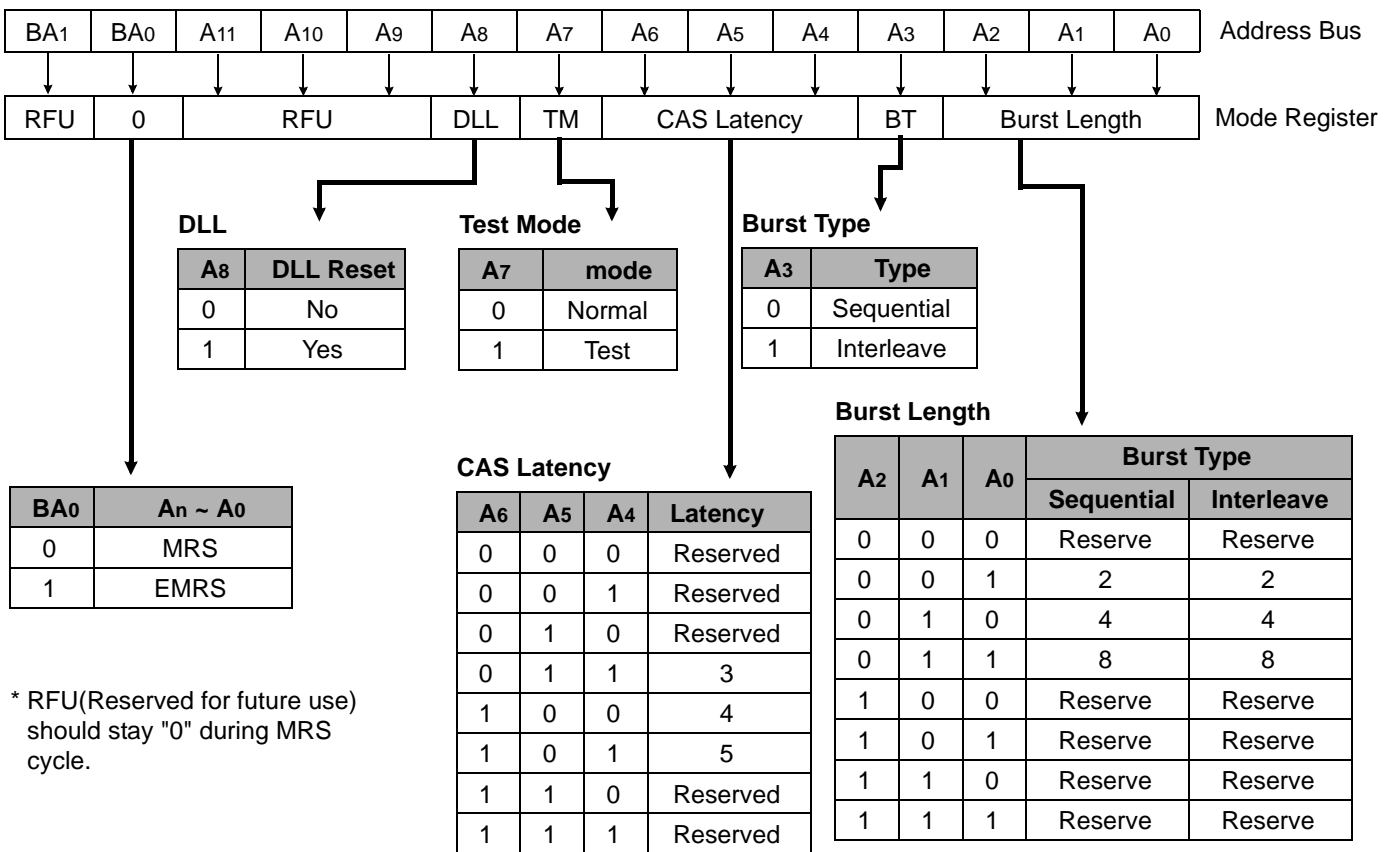 BA1 BA0 A11 A10 A9 A8 A7 A6 A5 A4 A3 A2 A1 A0 Address Bus
RFU 0 RFU DLL TM CAS Latency BT Burst Length Mode Register
DLL
A8 DLL Reset
0 No
1 Yes
Test Mode
A7 mode
0 Normal
1 Test
Burst Type
A3 Type
0 Sequential
1 Interleave
BA0 An ~ A0
0 MRS
1 EMRS
* RFU(Reserved for future use)
should stay "0" during MRS
cycle.
CAS Latency
A6 A5 A4 Latency
0 0 0 Reserved
0 0 1 Reserved
0 1 0 Reserved
0 1 1 3
1 0 0 4
1 0 1 5
1 1 0 Reserved
1 1 1 Reserved
Burst Length
A2 A1 A0 Burst Type
Sequential Interleave
0 0 0 Reserve Reserve
0 0 1 2 2
0 1 0 4 4
0 1 1 8 8
1 0 0 Reserve Reserve
1 0 1 Reserve Reserve
1 1 0 Reserve Reserve
1 1 1 Reserve Reserve